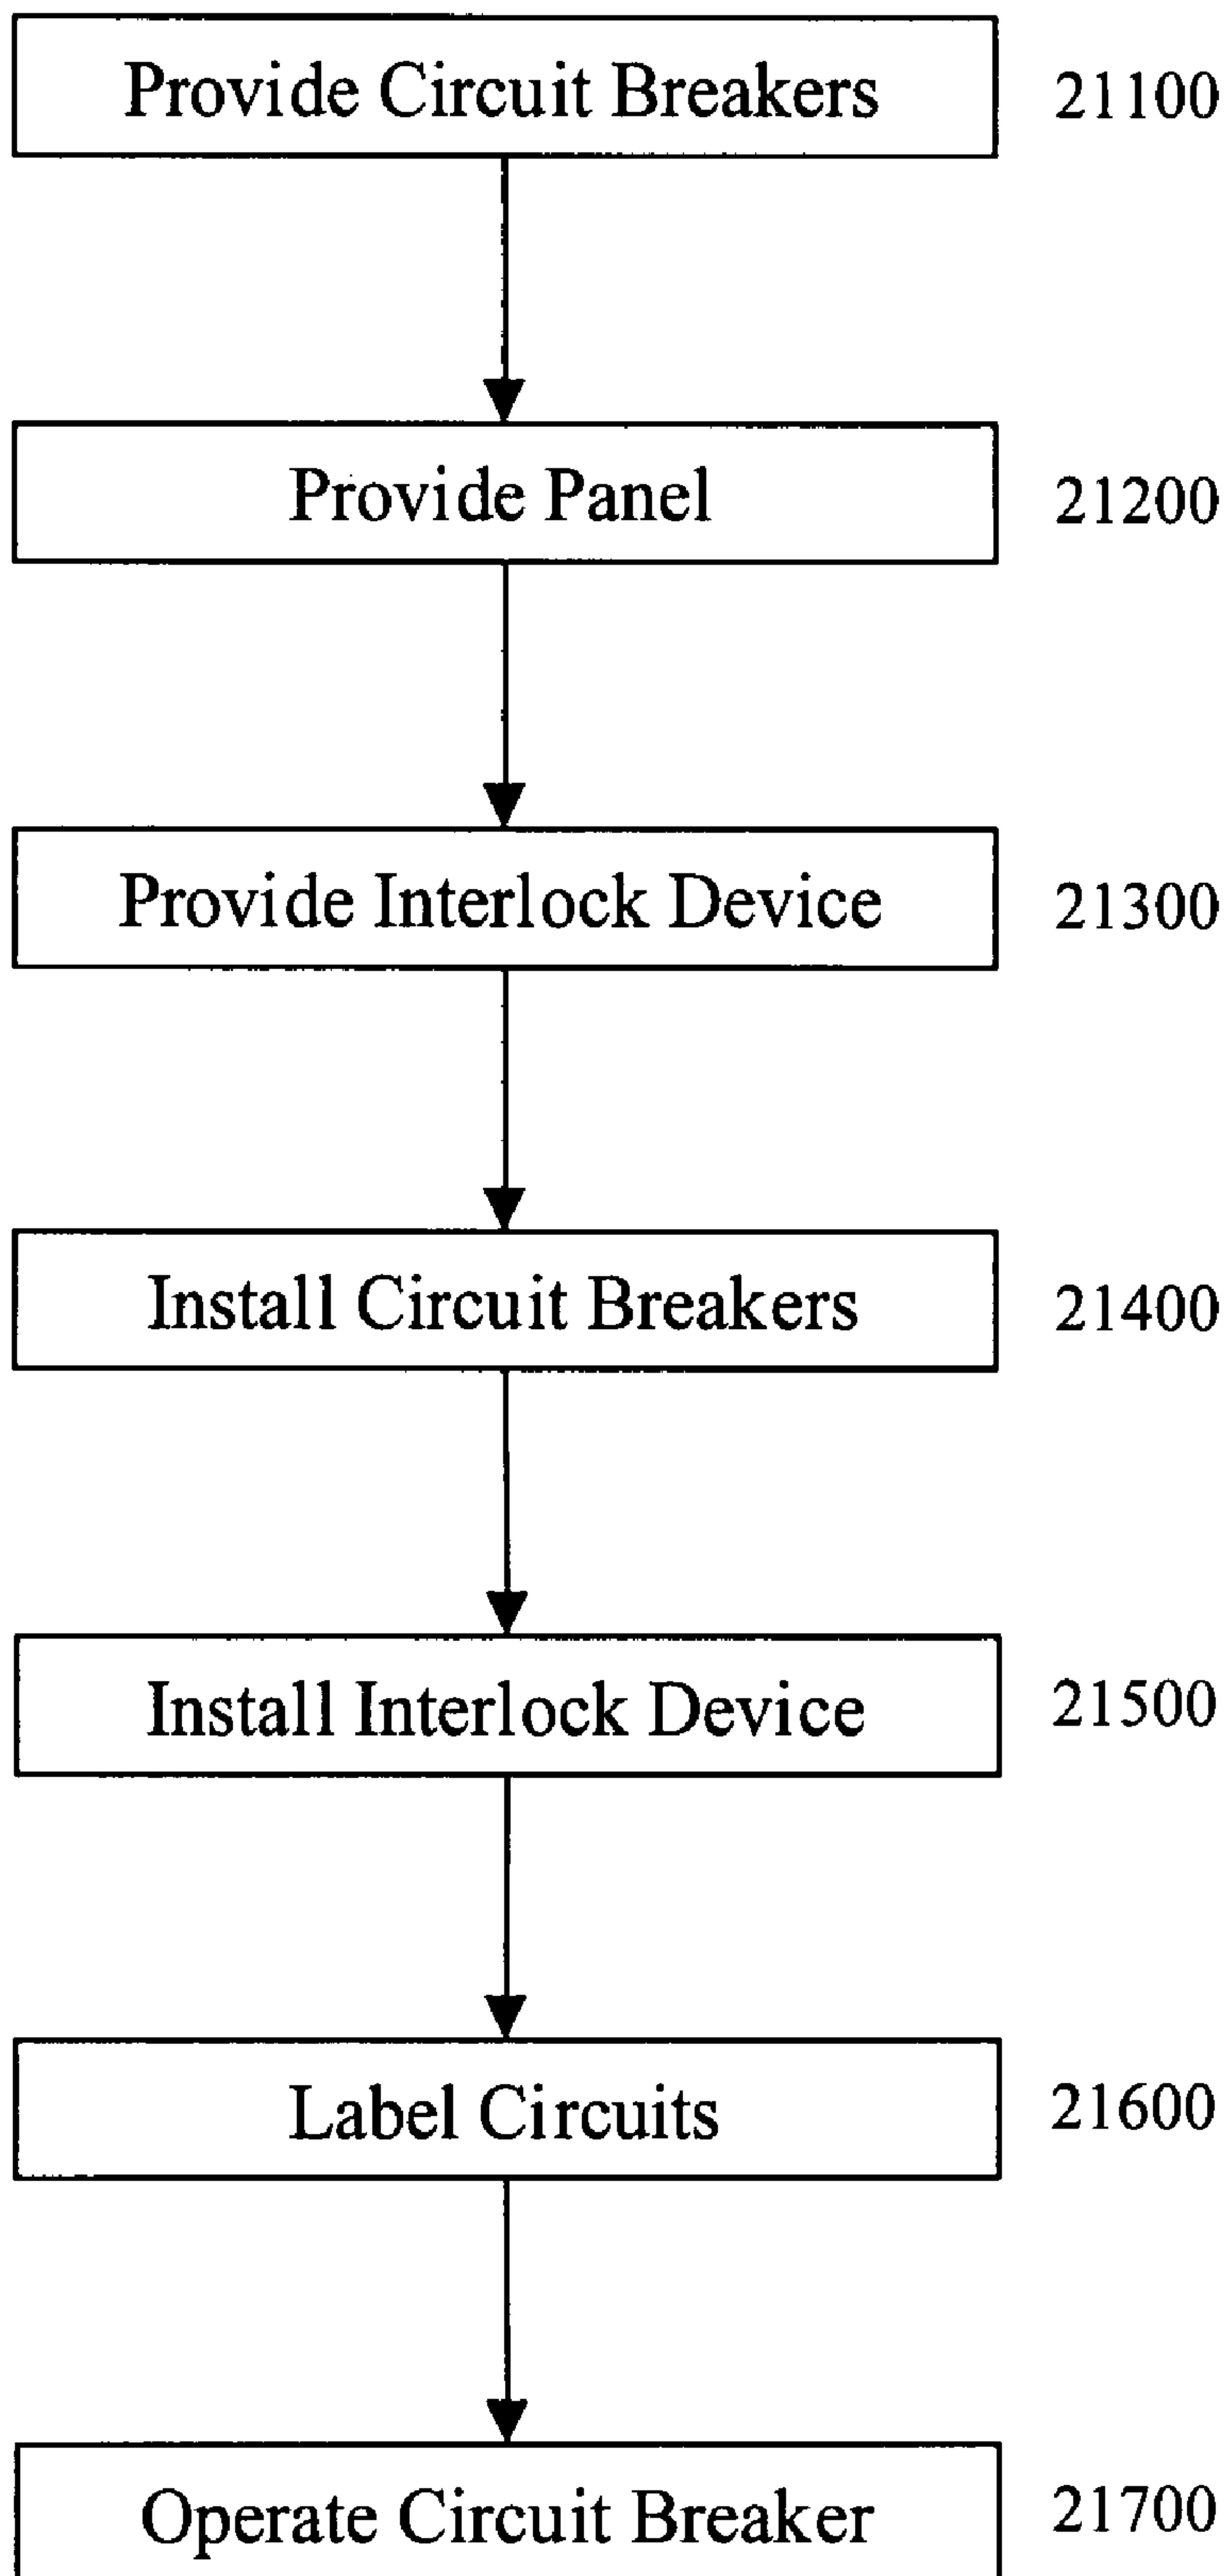 Provide Circuit Breakers 21100
Provide Panel 21200
Provide Interlock Device 21300
Install Circuit Breakers 21400
Install Interlock Device 21500
Label Circuits 21600
Operate Circuit Breaker 21700